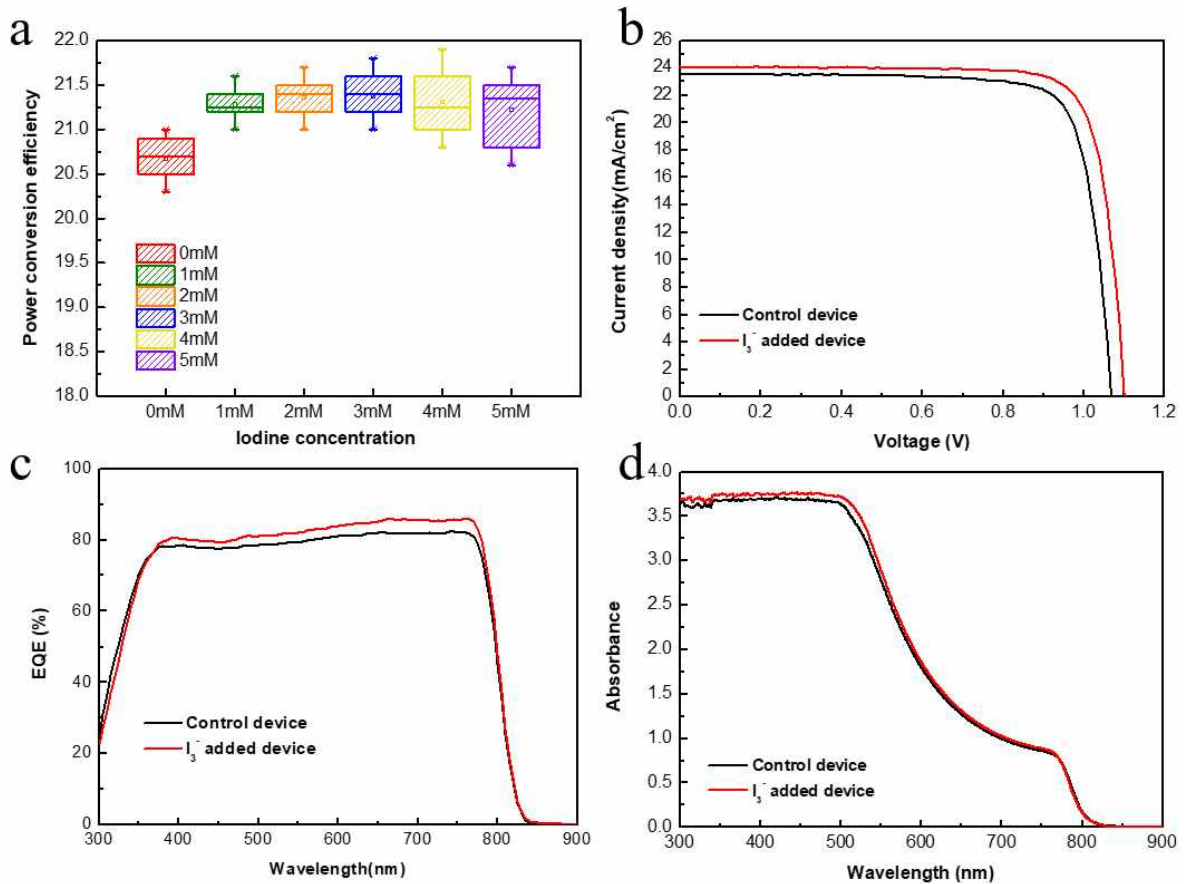 a
Power conversion efficiency
22.0
21.5
21.0
20.5
20.0
19.5
19.0
18.5
18.0
0mM
1mM
2mM
3mM
4mM
5mM
0mM 1mM 2mM 3mM 4mM 5mM
Iodine concentration
b
Current density(mA/cm²)
26
24
22
20
18
16
14
12
10
8
6
4
2
0
Control device
I₃⁻ added device
0.0 0.2 0.4 0.6 0.8 1.0 1.2
Voltage (V)
c
EQE (%)
100
80
60
40
20
0
Control device
I₃⁻ added device
300 400 500 600 700 800 900
Wavelength(nm)
d
Absorbance
4.0
3.5
3.0
2.5
2.0
1.5
1.0
0.5
0.0
Control device
I₃⁻ added device
300 400 500 600 700 800 900
Wavelength (nm)